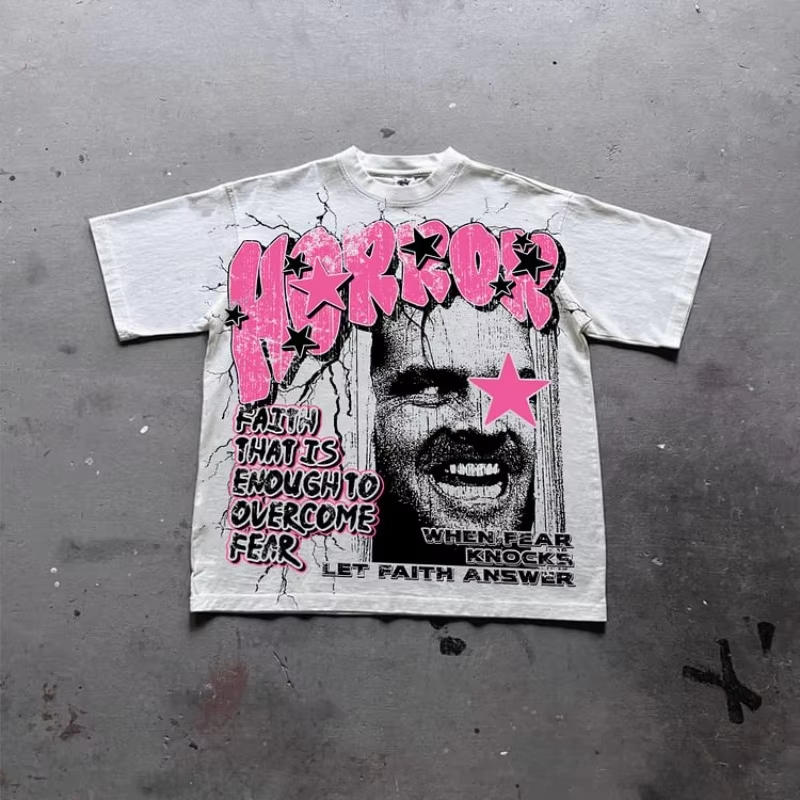 HORROR
FAITH
THAT IS
ENOUGH TO
OVERCOME
FEAR
WHEN FEAR
KNOCKS
LET FAITH ANSWER